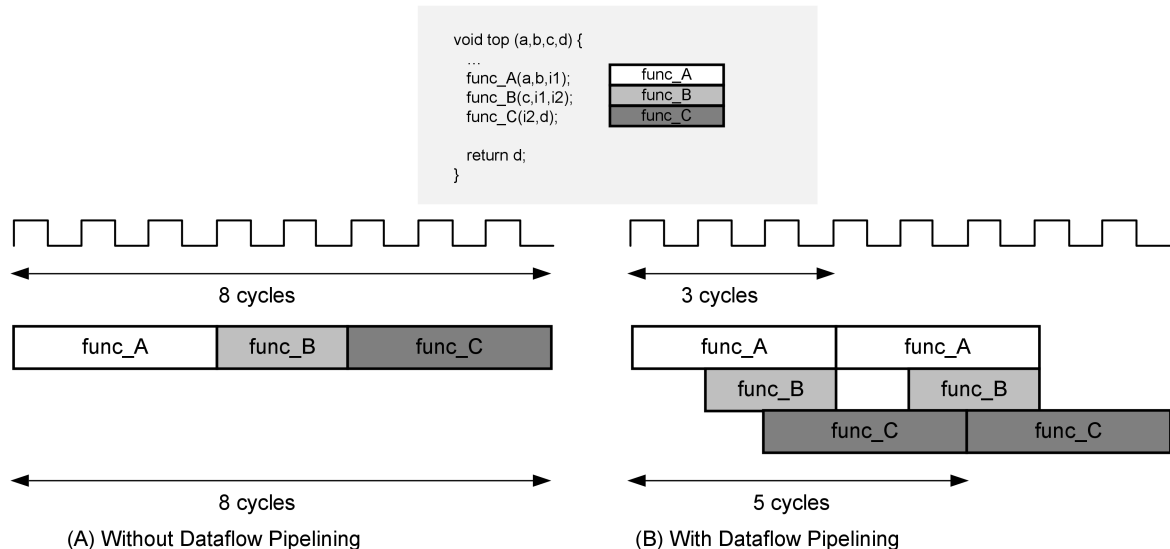 void top (a,b,c,d) {
...
func_A(a,b,i1);
func_B(c,i1,i2);
func_C(i2,d);
return d;
}
func_A
func_B
func_C
8 cycles
func_A func_B func_C
8 cycles
(A) Without Dataflow Pipelining
3 cycles
func_A func_A
func_B func_B
func_C func_C
5 cycles
(B) With Dataflow Pipelining